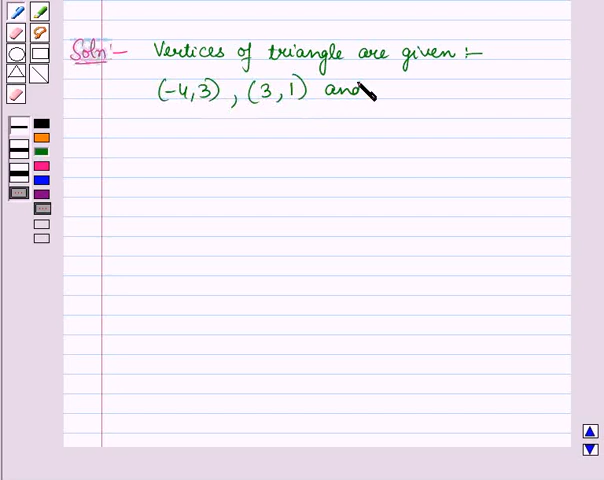 Soln:- Vertices of triangle are given :-
(-4,3) , (3,1) and